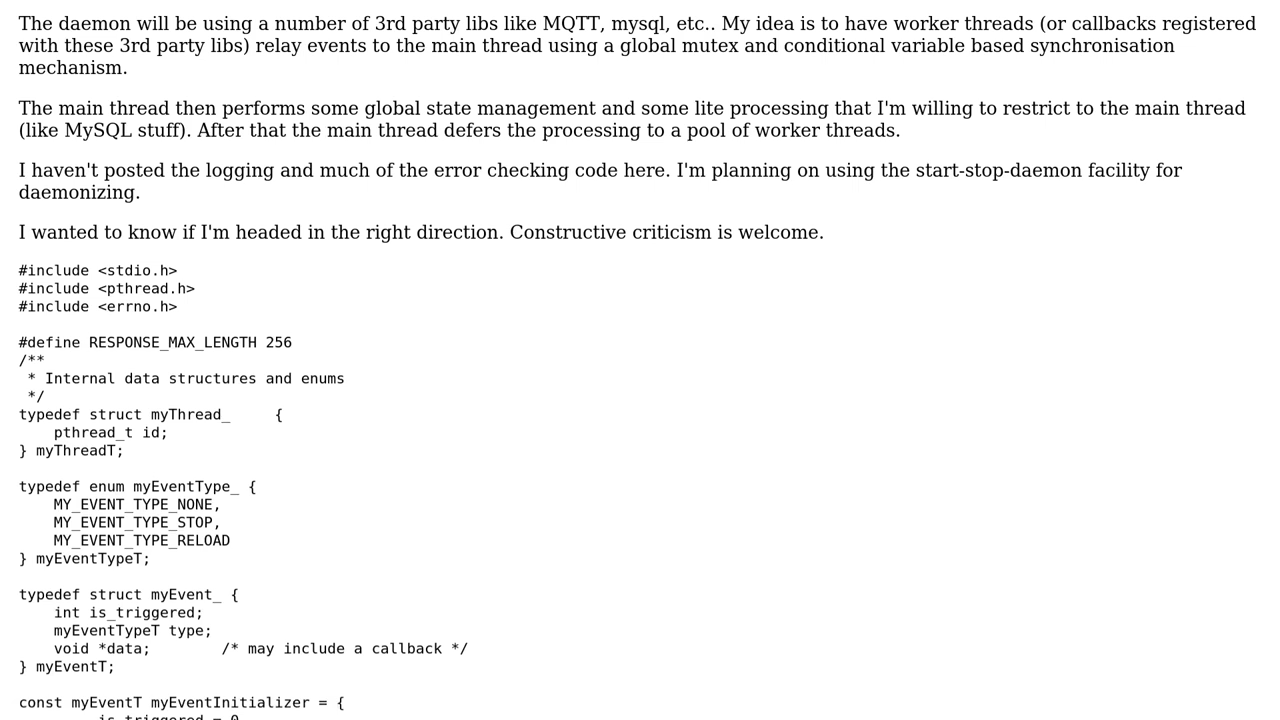 The daemon will be using a number of 3rd party libs like MQTT, mysql, etc.. My idea is to have worker threads (or callbacks registered
with these 3rd party libs) relay events to the main thread using a global mutex and conditional variable based synchronisation
mechanism.
The main thread then performs some global state management and some lite processing that I'm willing to restrict to the main thread
(like MySQL stuff). After that the main thread defers the processing to a pool of worker threads.
I haven't posted the logging and much of the error checking code here. I'm planning on using the start-stop-daemon facility for
daemonizing.
I wanted to know if I'm headed in the right direction. Constructive criticism is welcome.
#include <stdio.h>
#include <pthread.h>
#include <errno.h>
#define RESPONSE_MAX_LENGTH 256
/**
 * Internal data structures and enums
 */
typedef struct myThread_     {
    pthread_t id;
} myThreadT;
typedef enum myEventType_ {
    MY_EVENT_TYPE_NONE,
    MY_EVENT_TYPE_STOP,
    MY_EVENT_TYPE_RELOAD
} myEventTypeT;
typedef struct myEvent_ {
    int is_triggered;
    myEventTypeT type;
    void *data;        /* may include a callback */
} myEventT;
const myEventT myEventInitializer = {
         is_triggered = 0